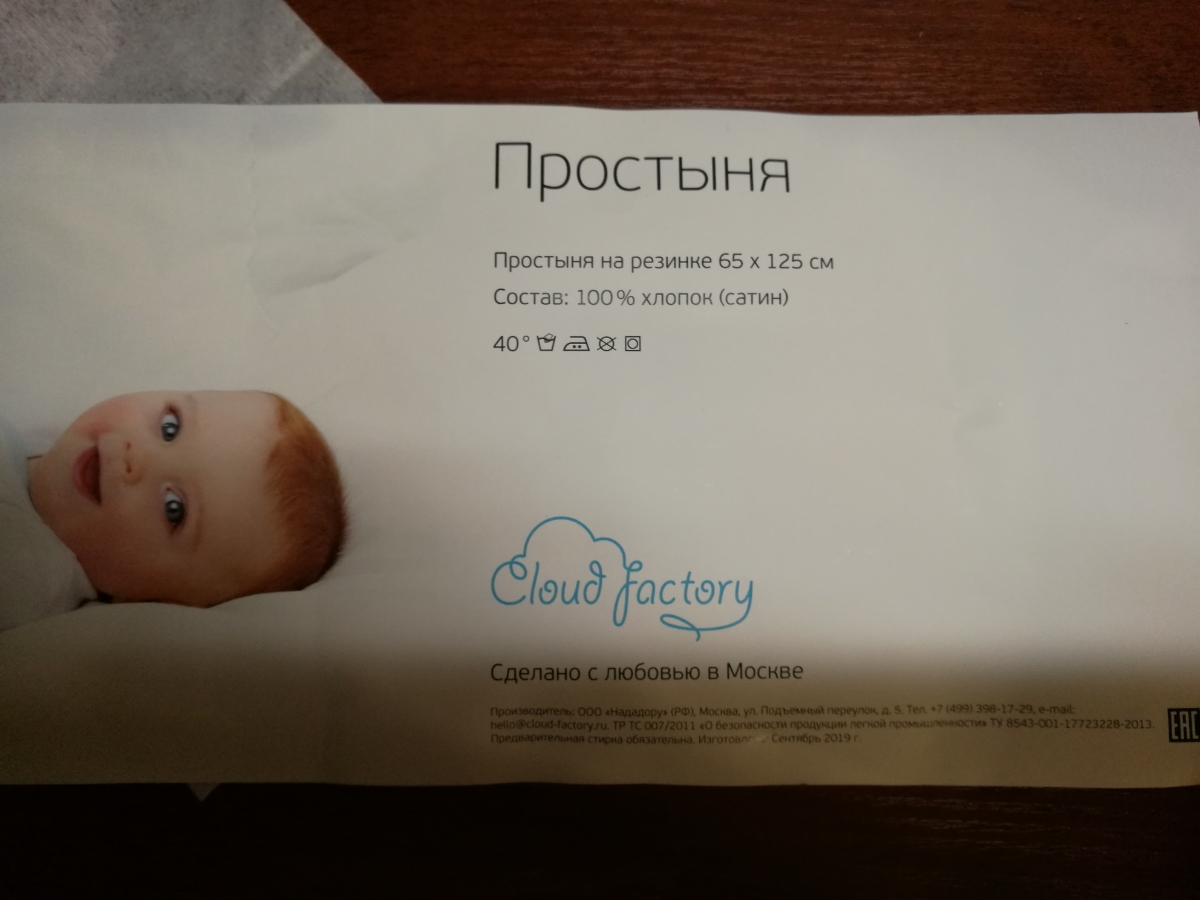 Простыня
Простыня на резинке 65 x 125 см
Состав: 100% хлопок (сатин)
40°
Cloud factory
Сделано с любовью в Москве
Производитель: ООО «Нададору» (РФ), Москва, ул. Подъемный переулок, д. 5. Тел. +7 (499) 398-17-29, e-mail:
hello@cloud-factory.ru. ТР ТС 007/2011 «О безопасности продукции легкой промышленности» ТУ 8543-001-17723228-2013.
Предварительная стирка обязательна. Сентябрь 2019 г.
EAC